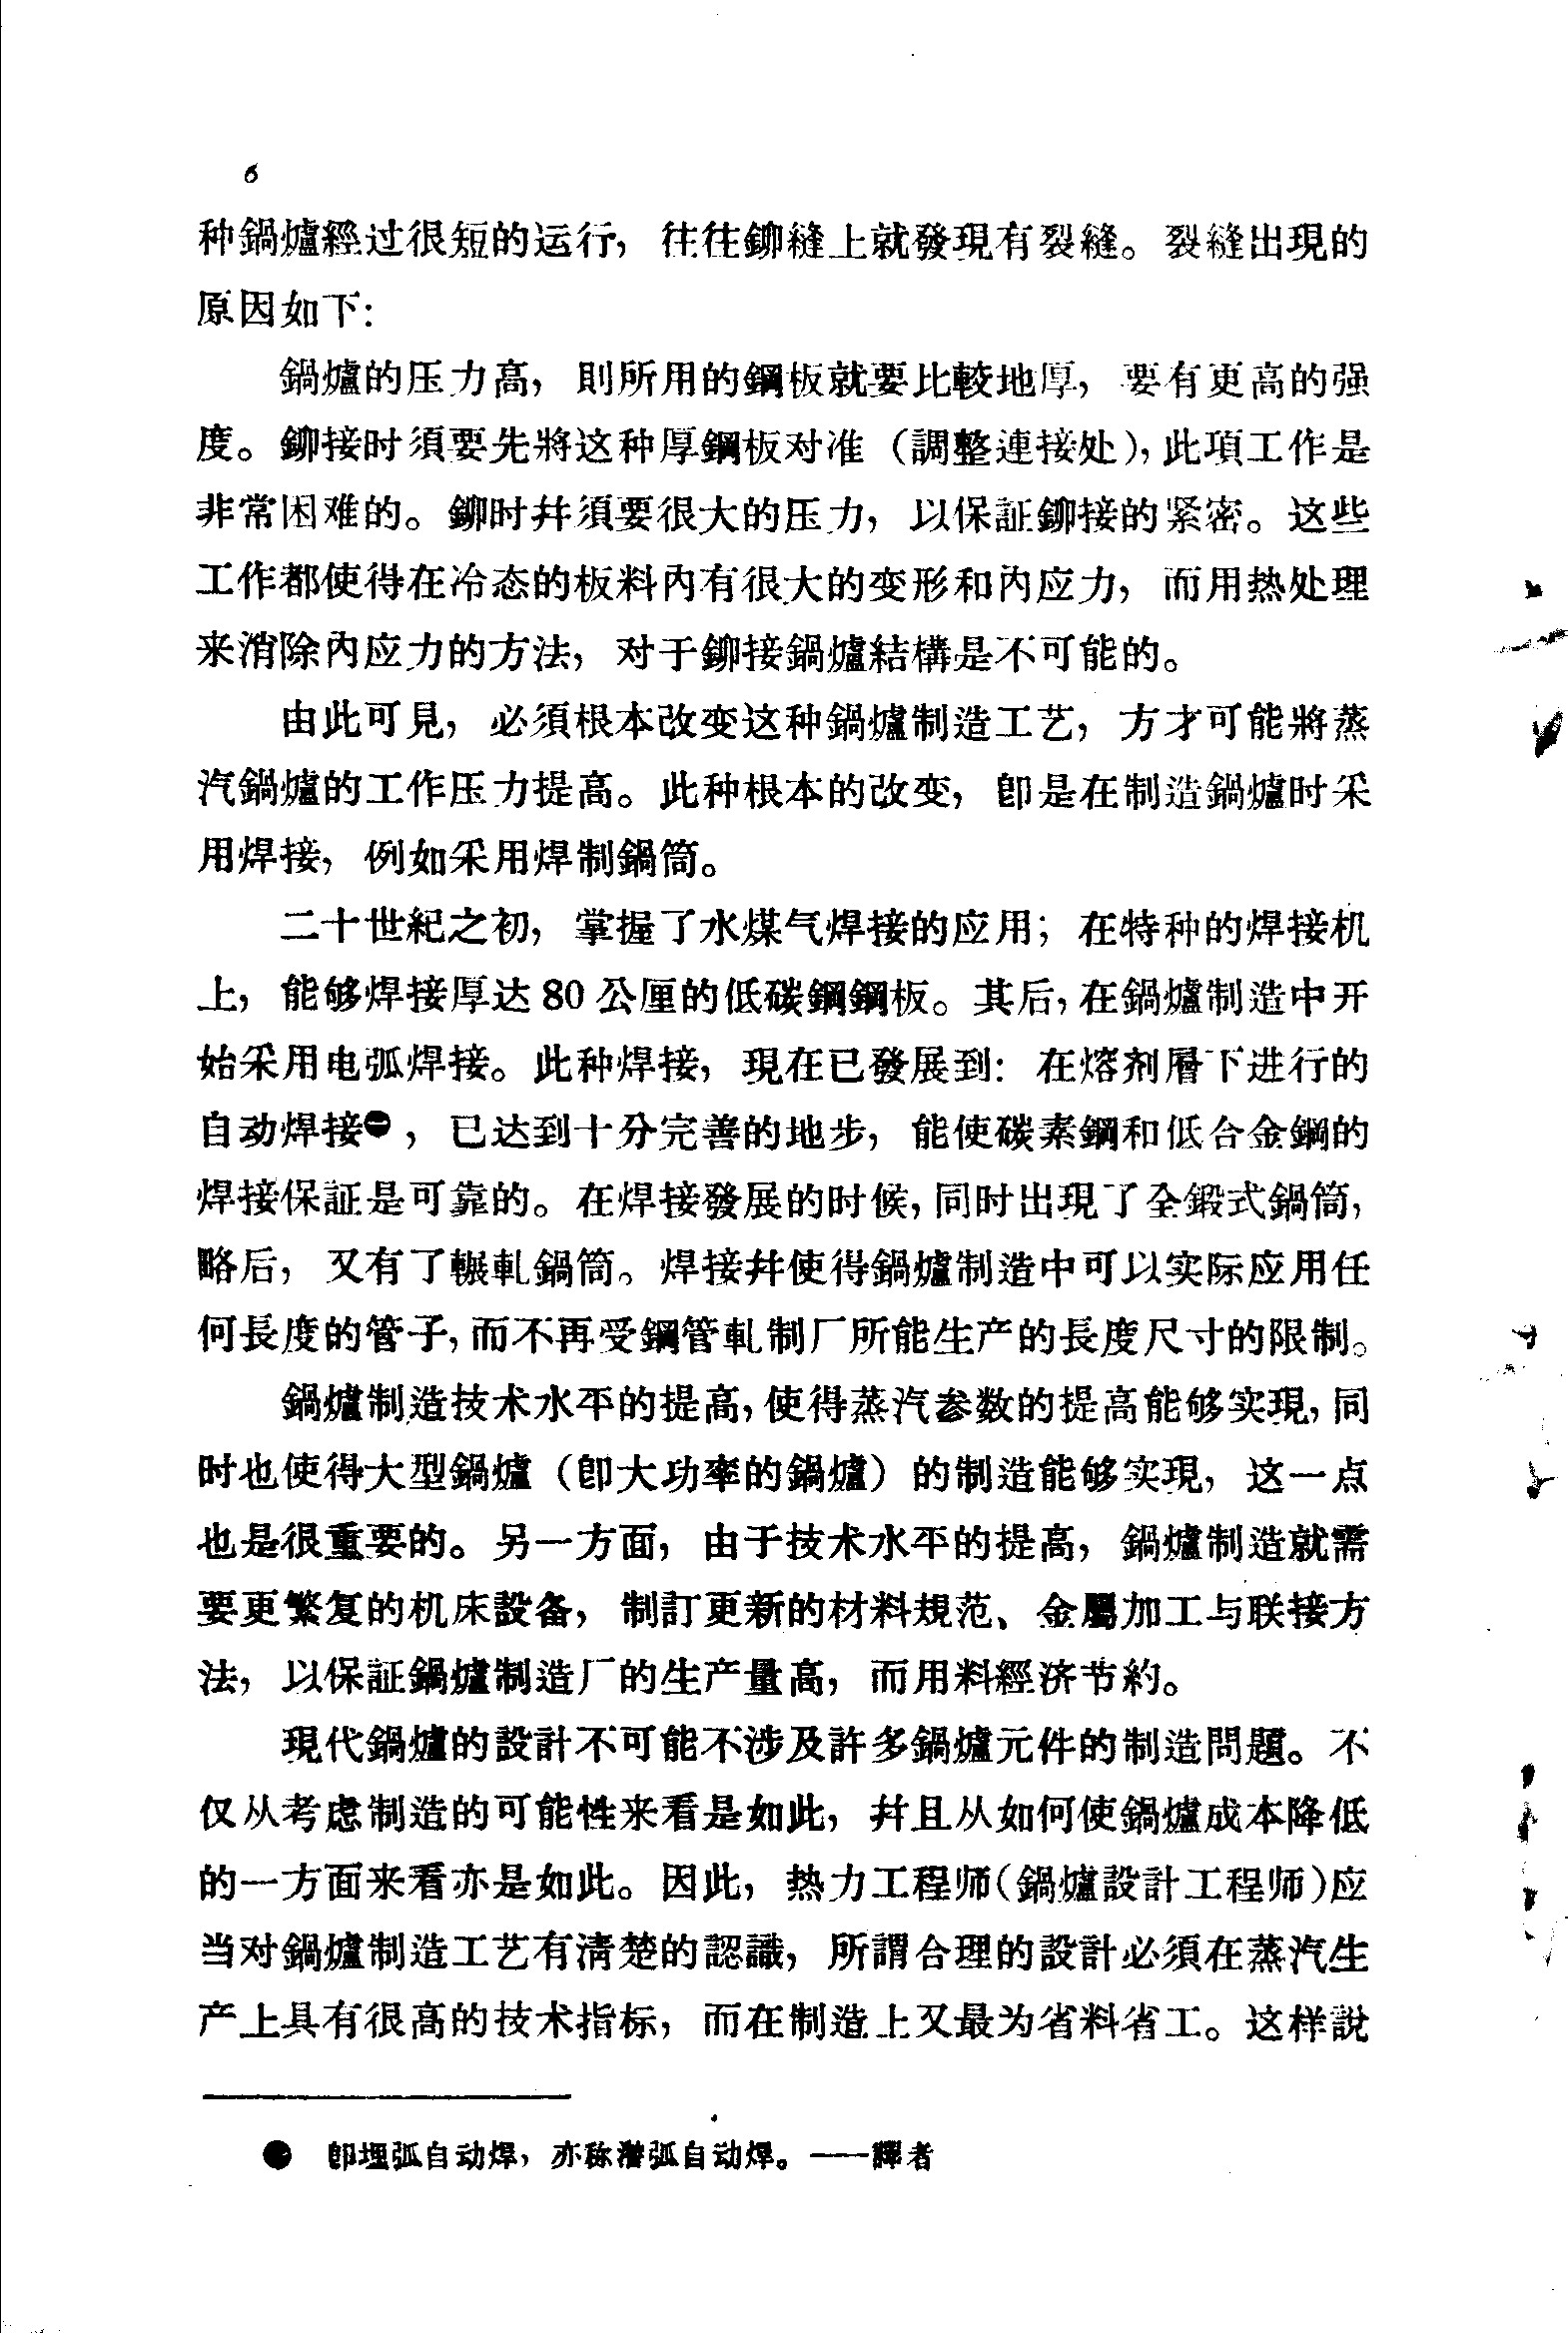 6
种鍋爐經过很短的运行，往往鉚縫上就發現有裂縫。裂縫出現的
原因如下：
鍋爐的压力高，則所用的鋼板就要比較地厚，要有更高的强
度。鉚接时須要先將这种厚鋼板对准（調整連接处），此項工作是
非常困难的。鉚时幷須要很大的压力，以保証鉚接的紧密。这些
工作都使得在冷态的板料內有很大的变形和內应力，而用热处理
来消除內应力的方法，对于鉚接鍋爐結構是不可能的。
由此可見，必須根本改变这种鍋爐制造工艺，方才可能將蒸
汽鍋爐的工作压力提高。此种根本的改变，卽是在制造鍋爐时采
用焊接，例如采用焊制鍋筒。
二十世紀之初，掌握了水煤气焊接的应用；在特种的焊接机
上，能够焊接厚达80公厘的低碳鋼鋼板。其后，在鍋爐制造中开
始采用电弧焊接。此种焊接，現在已發展到：在熔剂層下进行的
自动焊接㊀，已达到十分完善的地步，能使碳素鋼和低合金鋼的
焊接保証是可靠的。在焊接發展的时候，同时出現了全鍛式鍋筒，
略后，又有了輾軋鍋筒。焊接幷使得鍋爐制造中可以实际应用任
何長度的管子，而不再受鋼管軋制厂所能生产的長度尺寸的限制。
鍋爐制造技术水平的提高，使得蒸汽参数的提高能够实現，同
时也使得大型鍋爐（卽大功率的鍋爐）的制造能够实現，这一点
也是很重要的。另一方面，由于技术水平的提高，鍋爐制造就需
要更繁复的机床設备，制訂更新的材料規范、金屬加工与联接方
法，以保証鍋爐制造厂的生产量高，而用料經济节約。
現代鍋爐的設計不可能不涉及許多鍋爐元件的制造問題。不
仅从考虑制造的可能性来看是如此，幷且从如何使鍋爐成本降低
的一方面来看亦是如此。因此，热力工程师（鍋爐設計工程师）应
当对鍋爐制造工艺有淸楚的認識，所謂合理的設計必須在蒸汽生
产上具有很高的技术指标，而在制造上又最为省料省工。这样說
㊀ 卽埋弧自动焊，亦称潛弧自动焊。——譯者